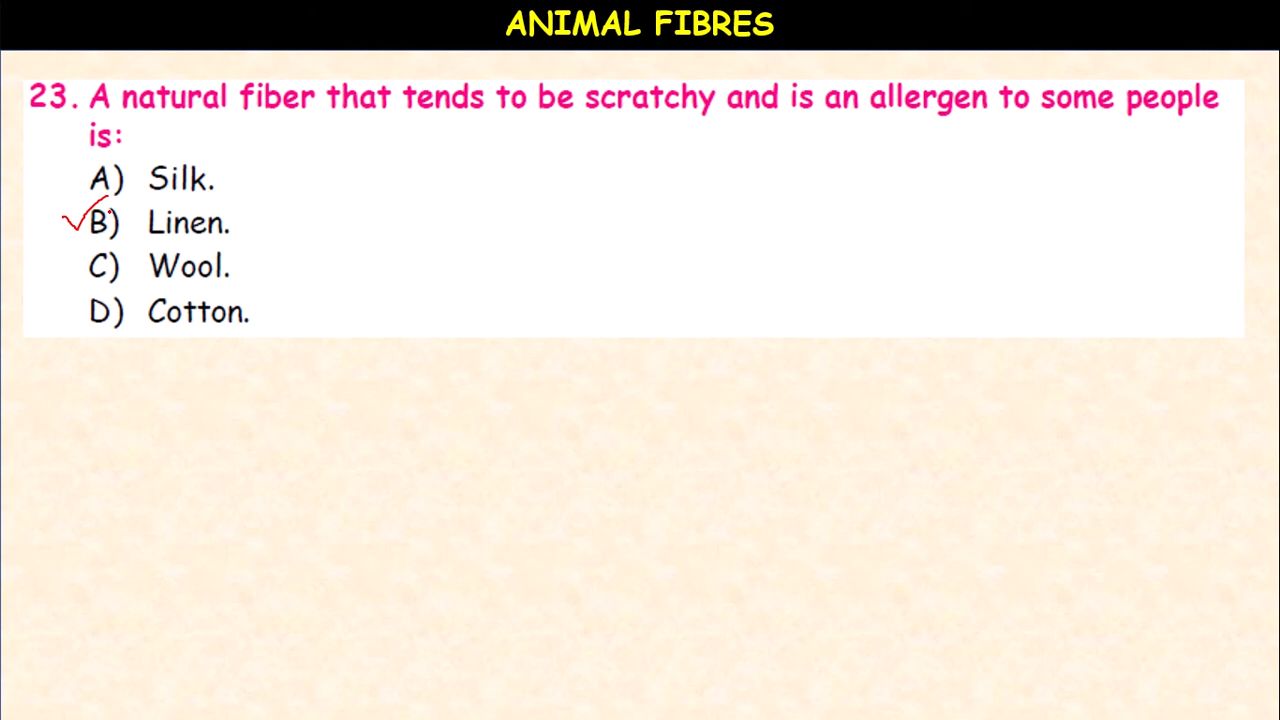 ANIMAL FIBRES
23. A natural fiber that tends to be scratchy and is an allergen to some people
is:
A) Silk.
B) Linen.
C) Wool.
D) Cotton.